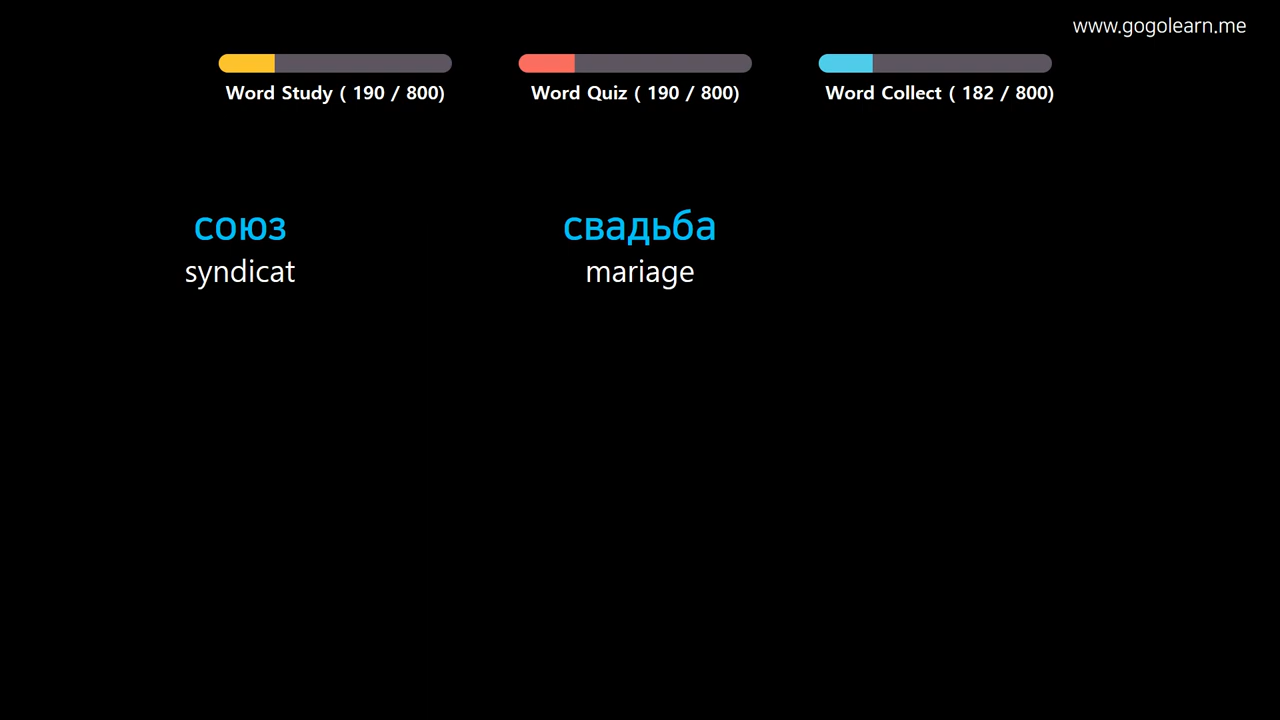 www.gogolearn.me
Word Study ( 190 / 800)
Word Quiz ( 190 / 800)
Word Collect ( 182 / 800)
союз
syndicat
свадьба
mariage